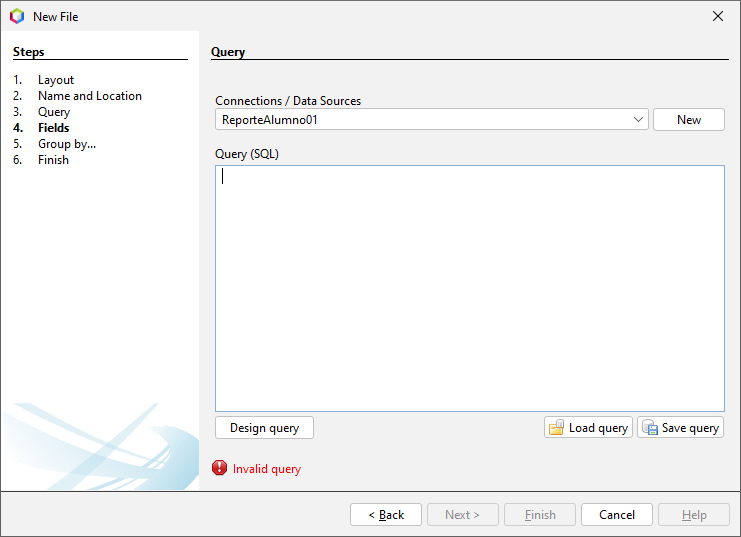 New File
Steps
1. Layout
2. Name and Location
3. Query
4. Fields
5. Group by...
6. Finish
Query
Connections / Data Sources
ReporteAlumno01
New
Query (SQL)
Design query
Load query
Save query
Invalid query
< Back
Next >
Finish
Cancel
Help